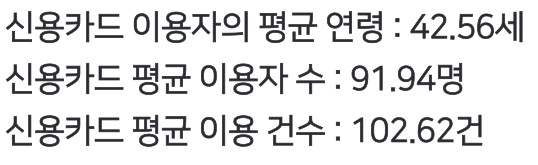 신용카드 이용자의 평균 연령 : 42.56세
신용카드 평균 이용자 수 : 91.94명
신용카드 평균 이용 건수 : 102.62건